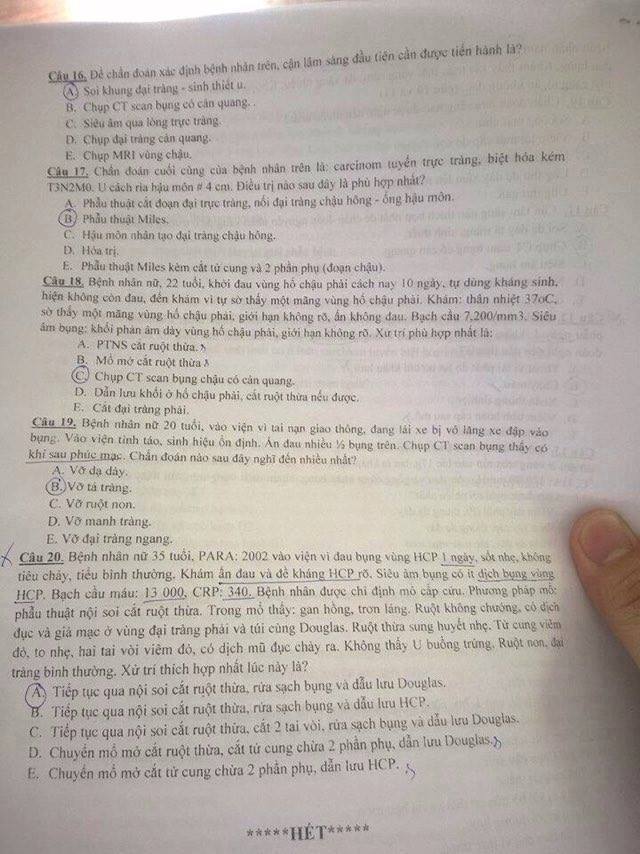 Câu 16. Để chẩn đoán xác định bệnh nhân trên, cận lâm sàng đầu tiên cần được tiến hành là?
A. Soi khung đại tràng - sinh thiết u.
B. Chụp CT scan bụng có cản quang. .
C. Siêu âm qua lòng trực tràng.
D. Chụp đại tràng cản quang.
E. Chụp MRI vùng chậu.
Câu 17. Chẩn đoán cuối cùng của bệnh nhân trên là: carcinom tuyến trực tràng, biệt hóa kém
T3N2M0. U cách rìa hậu môn # 4 cm. Điều trị nào sau đây là phù hợp nhất?
A. Phẫu thuật cắt đoạn đại trực tràng, nối đại tràng chậu hông - ống hậu môn.
B. Phẫu thuật Miles.
C. Hậu môn nhân tạo đại tràng chậu hông.
D. Hóa trị.
E. Phẫu thuật Miles kèm cắt tử cung và 2 phần phụ (đoạn chậu).
Câu 18. Bệnh nhân nữ, 22 tuổi, khởi đau vùng hố chậu phải cách nay 10 ngày, tự dùng kháng sinh,
hiện không còn đau, đến khám vì tự sờ thấy một mãng vùng hố chậu phải. Khám: thân nhiệt 37oC,
sờ thấy một mãng vùng hố chậu phải, giới hạn không rõ, ấn không đau. Bạch cầu 7,200/mm3. Siêu
âm bụng: khối phản âm dày vùng hố chậu phải, giới hạn không rõ. Xử trí phù hợp nhất là:
A. PTNS cắt ruột thừa.
B. Mổ mở cắt ruột thừa
C. Chụp CT scan bụng chậu có cản quang.
D. Dẫn lưu khối ở hố chậu phải, cắt ruột thừa nếu được.
E. Cắt đại tràng phải.
Câu 19. Bệnh nhân nữ 20 tuổi, vào viện vì tai nạn giao thông, đang lái xe bị vô lăng xe đập vào
bụng. Vào viện tỉnh táo, sinh hiệu ổn định. Ấn đau nhiều ½ bụng trên. Chụp CT scan bụng thấy có
khí sau phúc mạc. Chẩn đoán nào sau đây nghĩ đến nhiều nhất?
A. Vỡ dạ dày.
B. Vỡ tá tràng.
C. Vỡ ruột non.
D. Vỡ manh tràng.
E. Vỡ đại tràng ngang.
Câu 20. Bệnh nhân nữ 35 tuổi, PARA: 2002 vào viện vì đau bụng vùng HCP 1 ngày, sốt nhẹ, không
tiêu chảy, tiểu bình thường. Khám ấn đau và đề kháng HCP rõ. Siêu âm bụng có ít dịch bụng vùng
HCP. Bạch cầu máu: 13 000, CRP: 340. Bệnh nhân được chỉ định mổ cấp cứu. Phương pháp mổ:
phẫu thuật nội soi cắt ruột thừa. Trong mổ thấy: gan hồng, trơn láng. Ruột không chướng, có dịch
đục và giả mạc ở vùng đại tràng phải và túi cùng Douglas. Ruột thừa sung huyết nhẹ. Tử cung viêm
đỏ, to nhẹ, hai tai vòi viêm đỏ, có dịch mũ đục chảy ra. Không thấy U buồng trứng. Ruột non, đại
tràng bình thường. Xử trí thích hợp nhất lúc này là?
A. Tiếp tục qua nội soi cắt ruột thừa, rửa sạch bụng và dẫu lưu Douglas.
B. Tiếp tục qua nội soi cắt ruột thừa, rửa sạch bụng và dẫu lưu HCP.
C. Tiếp tục qua nội soi cắt ruột thừa, cắt 2 tai vòi, rửa sạch bụng và dẫu lưu Douglas.
D. Chuyển mổ mở cắt ruột thừa, cắt tử cung chừa 2 phần phụ, dẫn lưu Douglas.
E. Chuyển mổ mở cắt tử cung chừa 2 phần phụ, dẫn lưu HCP.
*****HẾT*****